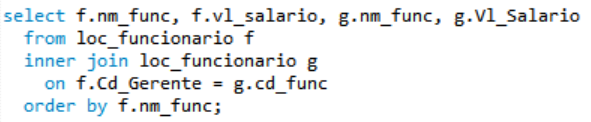 select f.nm_func, f.vl_salario, g.nm_func, g.Vl_Salario
from loc_funcionario f
inner join loc_funcionario g
on f.Cd_Gerente = g.cd_func
order by f.nm_func;